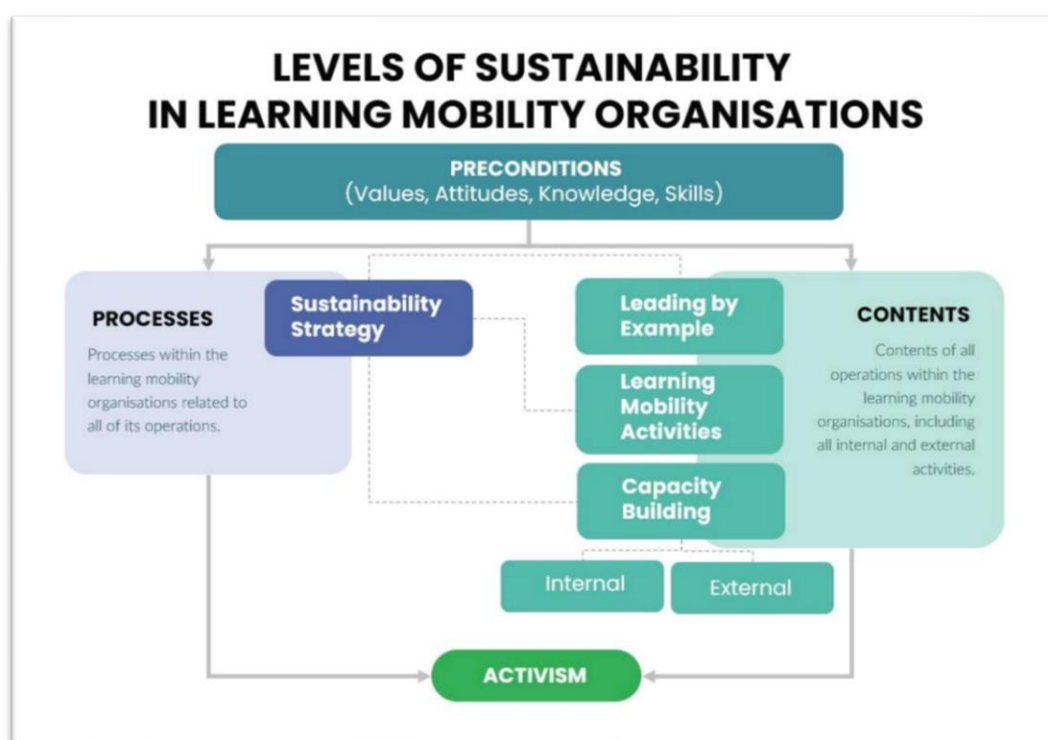 LEVELS OF SUSTAINABILITY
IN LEARNING MOBILITY ORGANISATIONS
PRECONDITIONS
(Values, Attitudes, Knowledge, Skills)
PROCESSES
Processes within the
learning mobility
organisations related to
all of its operations.
Sustainability
Strategy
Leading by
Example
Learning
Mobility
Activities
Capacity
Building
Internal
External
CONTENTS
Contents of all
operations within the
learning mobility
organisations, including
all internal and external
activities.
ACTIVISM